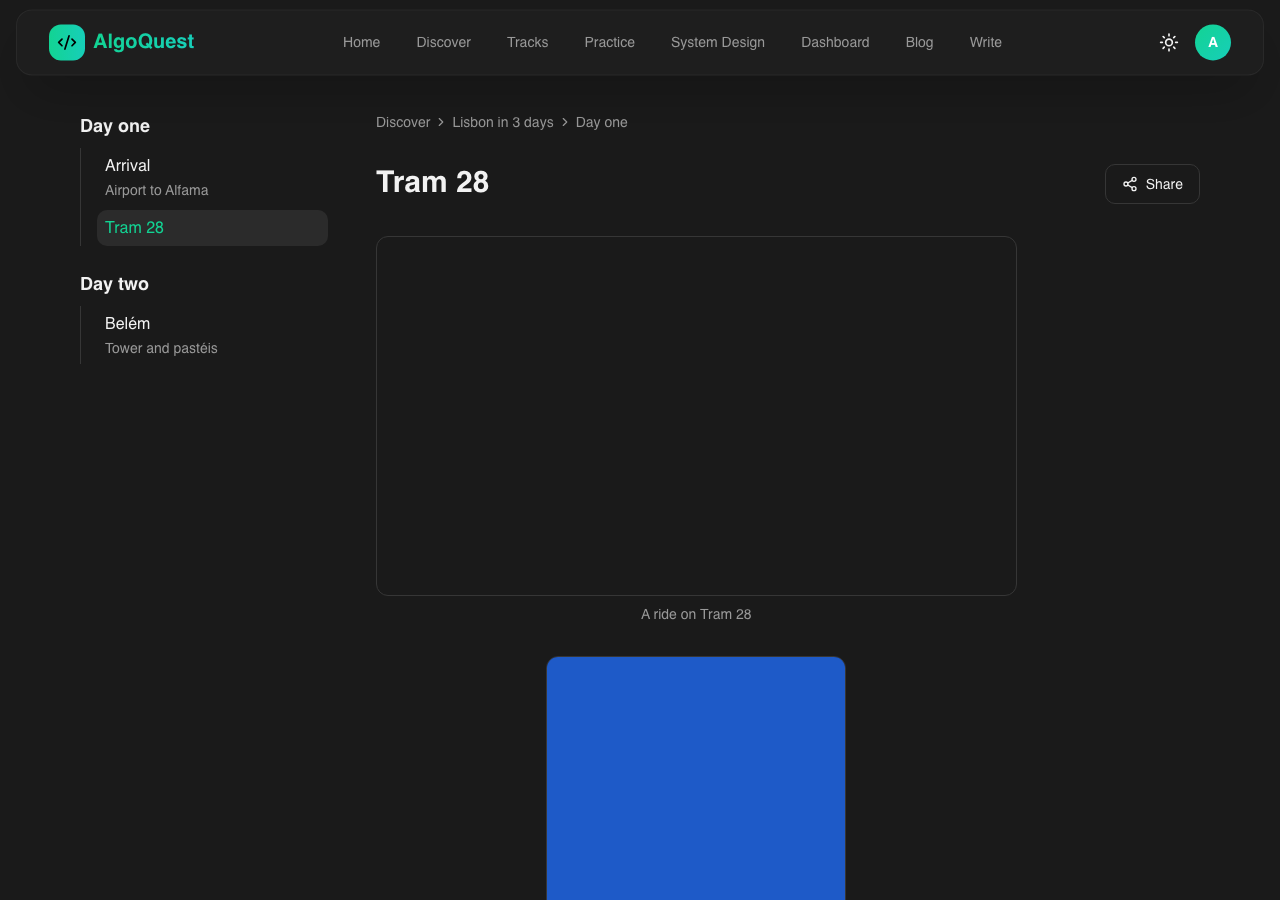 AlgoQuest
Home Discover Tracks Practice System Design Dashboard Blog Write
A
Day one
Arrival
Airport to Alfama
Tram 28
Day two
Belém
Tower and pastéis
Discover > Lisbon in 3 days > Day one
Tram 28
Share
A ride on Tram 28